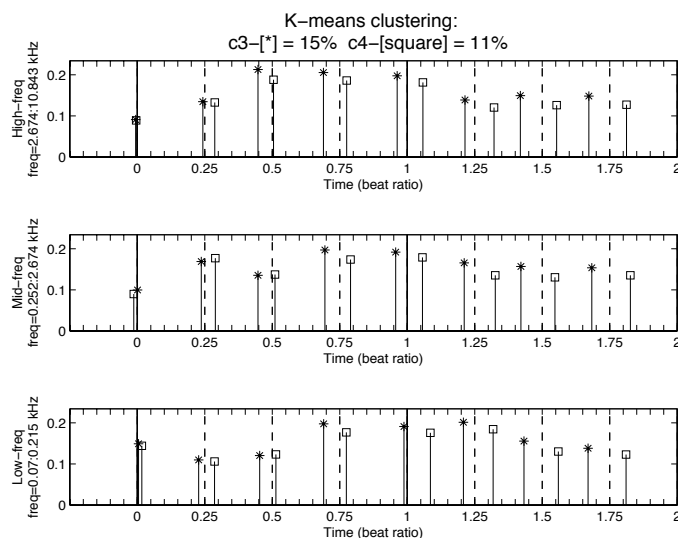 K−means clustering:
c3−[*] = 15% c4−[square] = 11%
High−freq
freq=2.674:10.843 kHz
0.2
0.1
0
0 0.25 0.5 0.75 1 1.25 1.5 1.75 2
Time (beat ratio)
Mid−freq
freq=0.252:2.674 kHz
0.2
0.1
0
0 0.25 0.5 0.75 1 1.25 1.5 1.75 2
Time (beat ratio)
Low−freq
freq=0.07:0.215 kHz
0.2
0.1
0
0 0.25 0.5 0.75 1 1.25 1.5 1.75 2
Time (beat ratio)